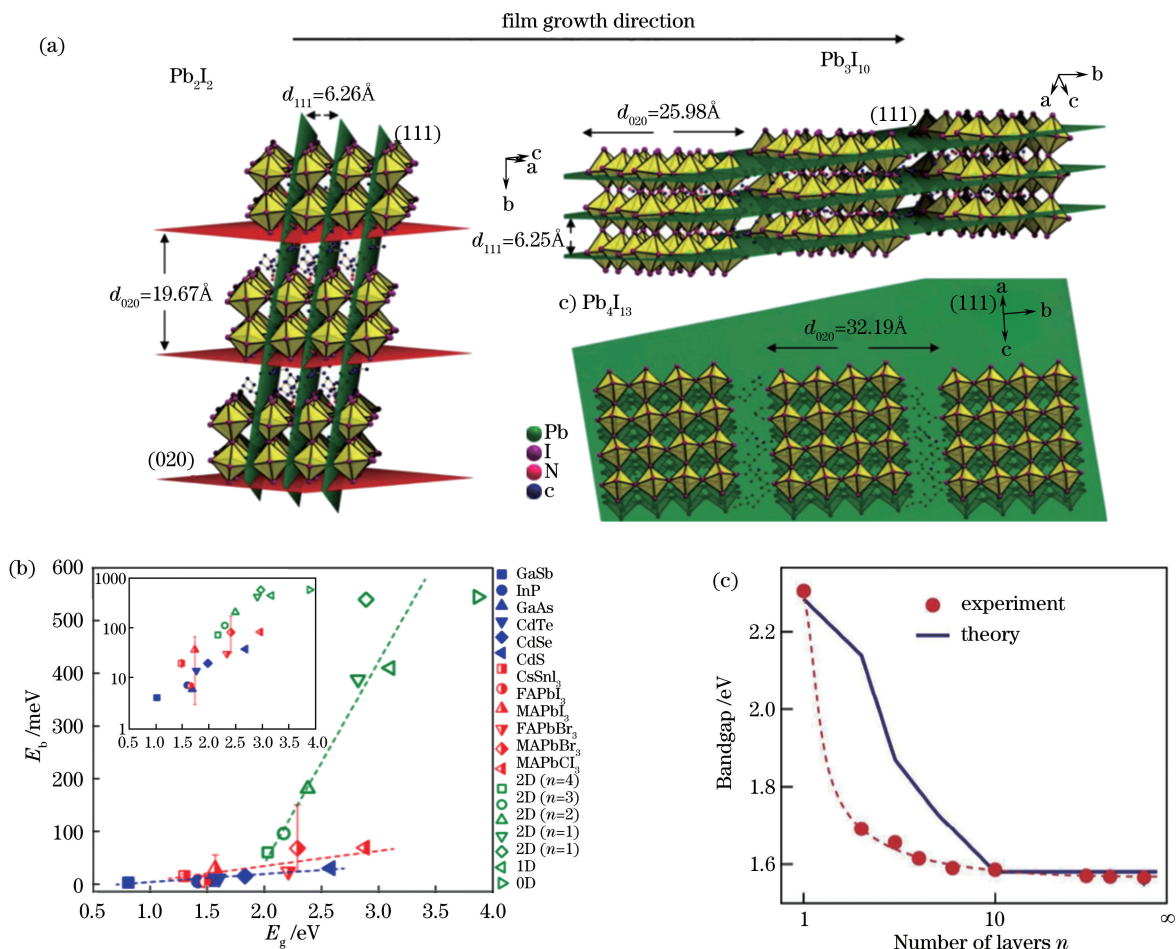 film growth direction
(a)
Pb2I2
d111=6.26Å
(111)
d020=19.67Å
(020)
c
a
b
Pb3I10
d020=25.98Å
(111)
b
a
c
d111=6.25Å
c) Pb4I13
d020=32.19Å
(111)
a
b
c
Pb
I
N
c
(b)
600
500
400
300
200
100
0
Eb /meV
0.5 1.0 1.5 2.0 2.5 3.0 3.5 4.0
Eg /eV
1000
100
10
1
0.5 1.0 1.5 2.0 2.5 3.0 3.5 4.0
GaSb
InP
GaAs
CdTe
CdSe
CdS
CsSnI3
FAPbI3
MAPbI3
FAPbBr3
MAPbBr3
MAPbCI3
2D (n=4)
2D (n=3)
2D (n=2)
2D (n=1)
2D (n=1)
1D
0D
(c)
experiment
theory
2.2
2.0
1.8
1.6
Bandgap /eV
1 10 ∞
Number of layers n